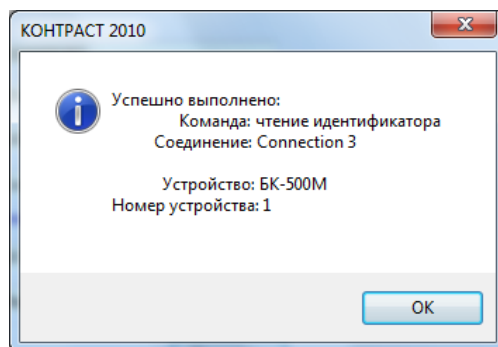 КОНТРАСТ 2010
Успешно выполнено:
Команда: чтение идентификатора
Соединение: Connection 3
Устройство: БК-500М
Номер устройства: 1
OK